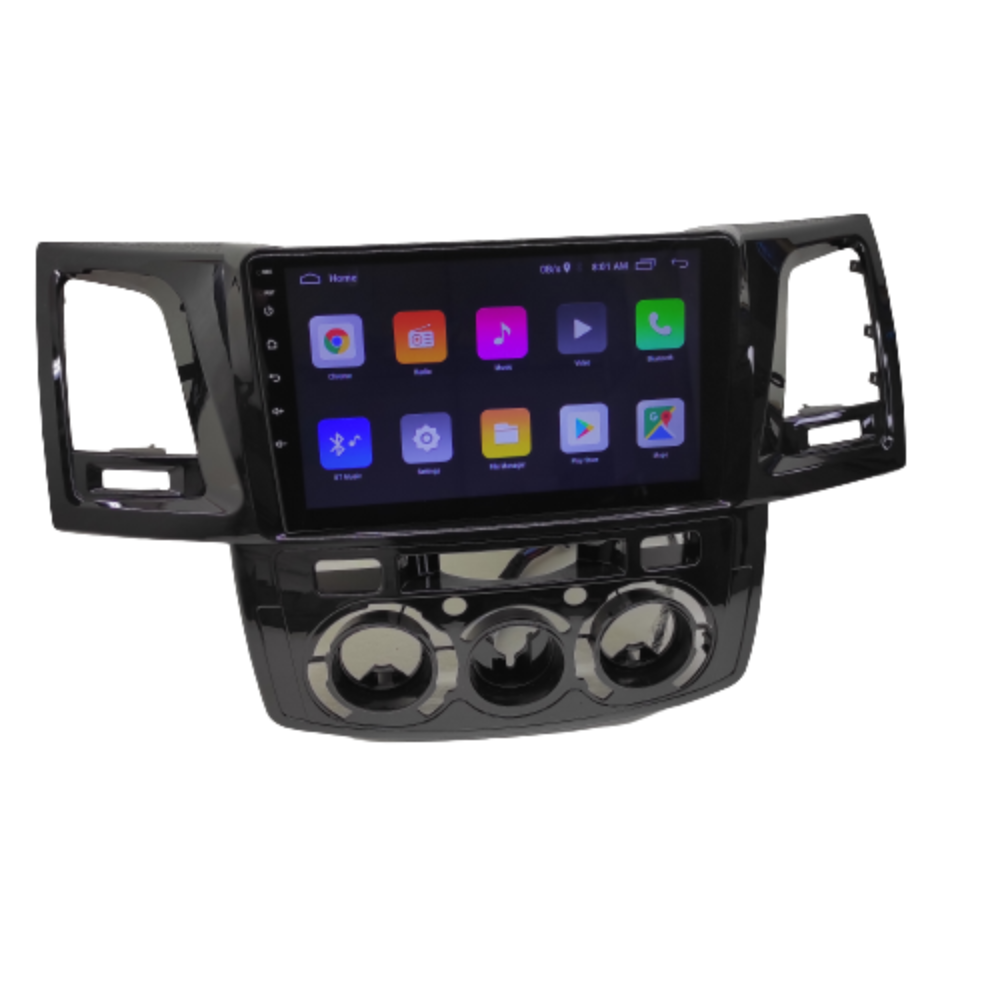 Home
0B/s 8:01 AM
Chrome Radio Music Video Bluetooth
BT Music Settings File Manager Play Store Maps
G